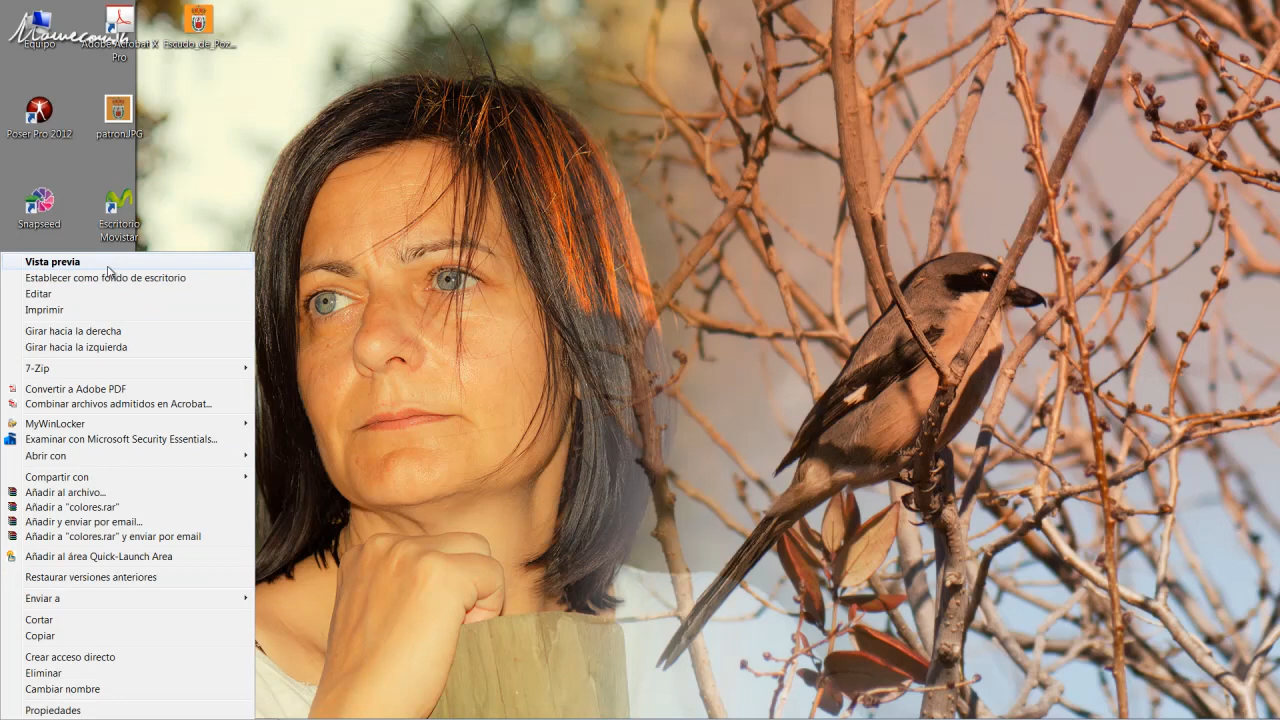 Equipo
Adobe Acrobat X
Pro
Escudo_de_Poz...
Poser Pro 2012
patronJPG
Snapseed
Escritorio
Movistar
Vista previa
Establecer como fondo de escritorio
Editar
Imprimir
Girar hacia la derecha
Girar hacia la izquierda
7-Zip
Convertir a Adobe PDF
Combinar archivos admitidos en Acrobat...
MyWinLocker
Examinar con Microsoft Security Essentials...
Abrir con
Compartir con
Añadir al archivo...
Añadir a "colores.rar"
Añadir y enviar por email...
Añadir a "colores.rar" y enviar por email
Añadir al área Quick-Launch Area
Restaurar versiones anteriores
Enviar a
Cortar
Copiar
Crear acceso directo
Eliminar
Cambiar nombre
Propiedades